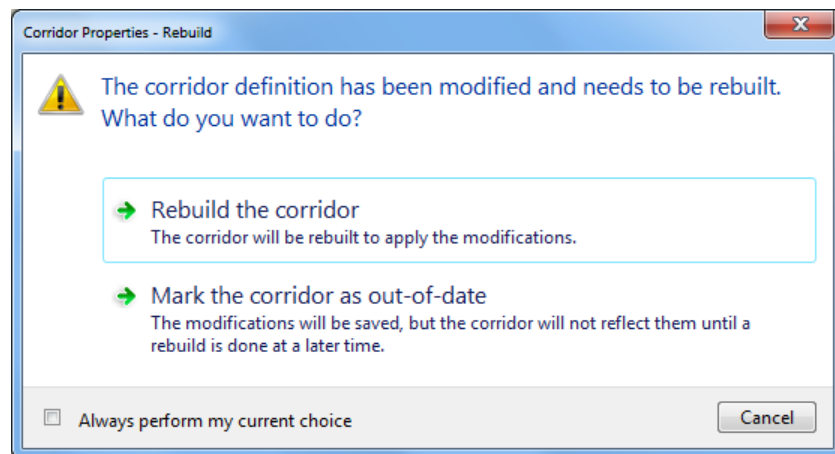 Corridor Properties - Rebuild
The corridor definition has been modified and needs to be rebuilt.
What do you want to do?
Rebuild the corridor
The corridor will be rebuilt to apply the modifications.
Mark the corridor as out-of-date
The modifications will be saved, but the corridor will not reflect them until a
rebuild is done at a later time.
Always perform my current choice
Cancel